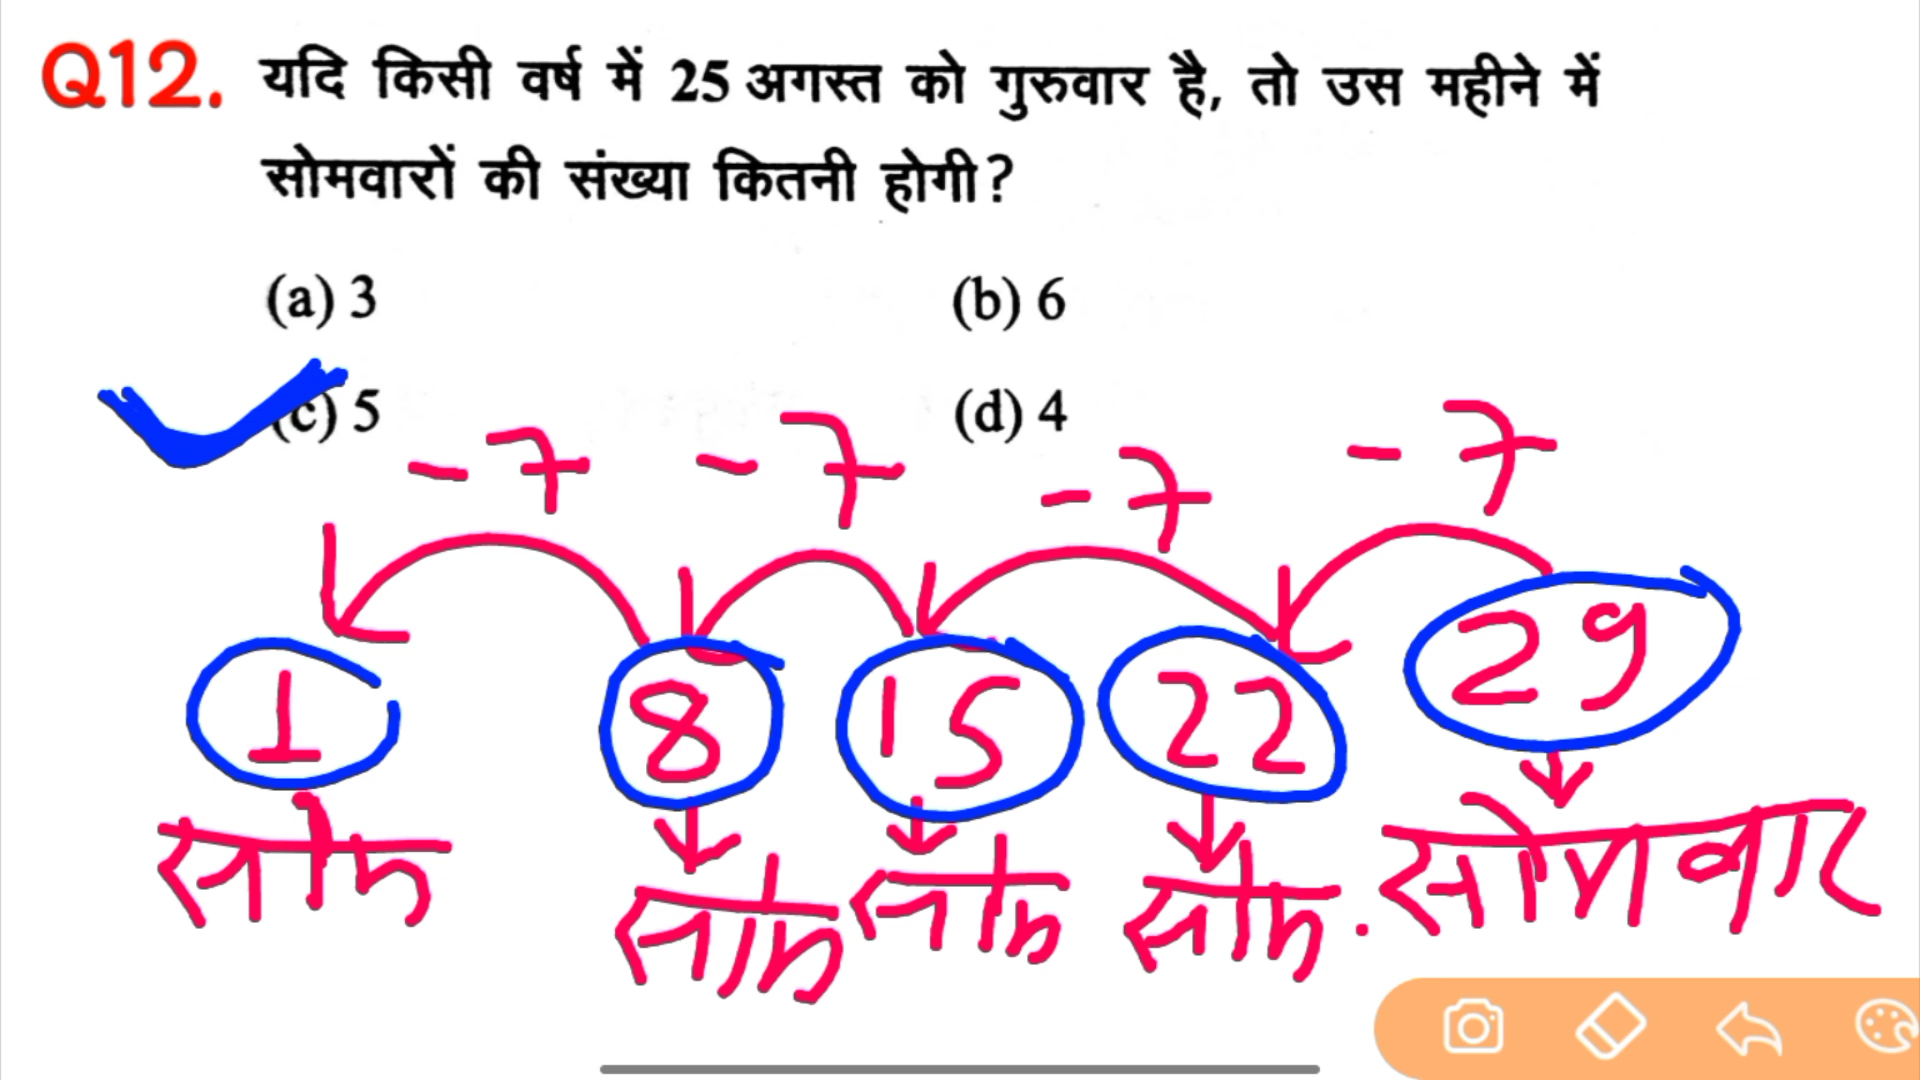 Q12. यदि किसी वर्ष में 25 अगस्त को गुरुवार है, तो उस महीने में
सोमवारों की संख्या कितनी होगी?
(a) 3 (b) 6
(c) 5 (d) 4
- 7 - 7 - 7 - 7
1 8 15 22 29
सोम सोम सोम सोम. सोमवार